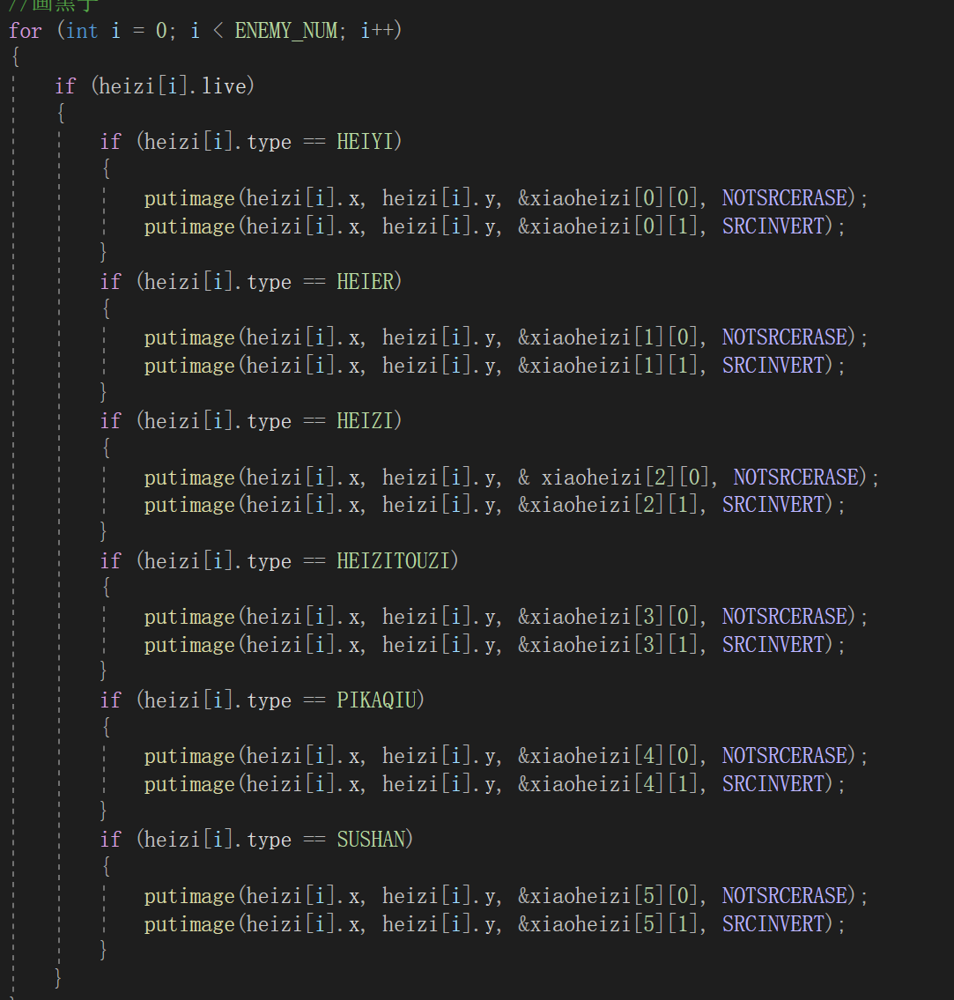 //画黑子
for (int i = 0; i < ENEMY_NUM; i++)
{
    if (heizi[i].live)
    {
        if (heizi[i].type == HEIYI)
        {
            putimage(heizi[i].x, heizi[i].y, &xiaoheizi[0][0], NOTSRCERASE);
            putimage(heizi[i].x, heizi[i].y, &xiaoheizi[0][1], SRCINVERT);
        }
        if (heizi[i].type == HEIER)
        {
            putimage(heizi[i].x, heizi[i].y, &xiaoheizi[1][0], NOTSRCERASE);
            putimage(heizi[i].x, heizi[i].y, &xiaoheizi[1][1], SRCINVERT);
        }
        if (heizi[i].type == HEIZI)
        {
            putimage(heizi[i].x, heizi[i].y, & xiaoheizi[2][0], NOTSRCERASE);
            putimage(heizi[i].x, heizi[i].y, &xiaoheizi[2][1], SRCINVERT);
        }
        if (heizi[i].type == HEIZITOUZI)
        {
            putimage(heizi[i].x, heizi[i].y, &xiaoheizi[3][0], NOTSRCERASE);
            putimage(heizi[i].x, heizi[i].y, &xiaoheizi[3][1], SRCINVERT);
        }
        if (heizi[i].type == PIKAQIU)
        {
            putimage(heizi[i].x, heizi[i].y, &xiaoheizi[4][0], NOTSRCERASE);
            putimage(heizi[i].x, heizi[i].y, &xiaoheizi[4][1], SRCINVERT);
        }
        if (heizi[i].type == SUSHAN)
        {
            putimage(heizi[i].x, heizi[i].y, &xiaoheizi[5][0], NOTSRCERASE);
            putimage(heizi[i].x, heizi[i].y, &xiaoheizi[5][1], SRCINVERT);
        }
    }
}